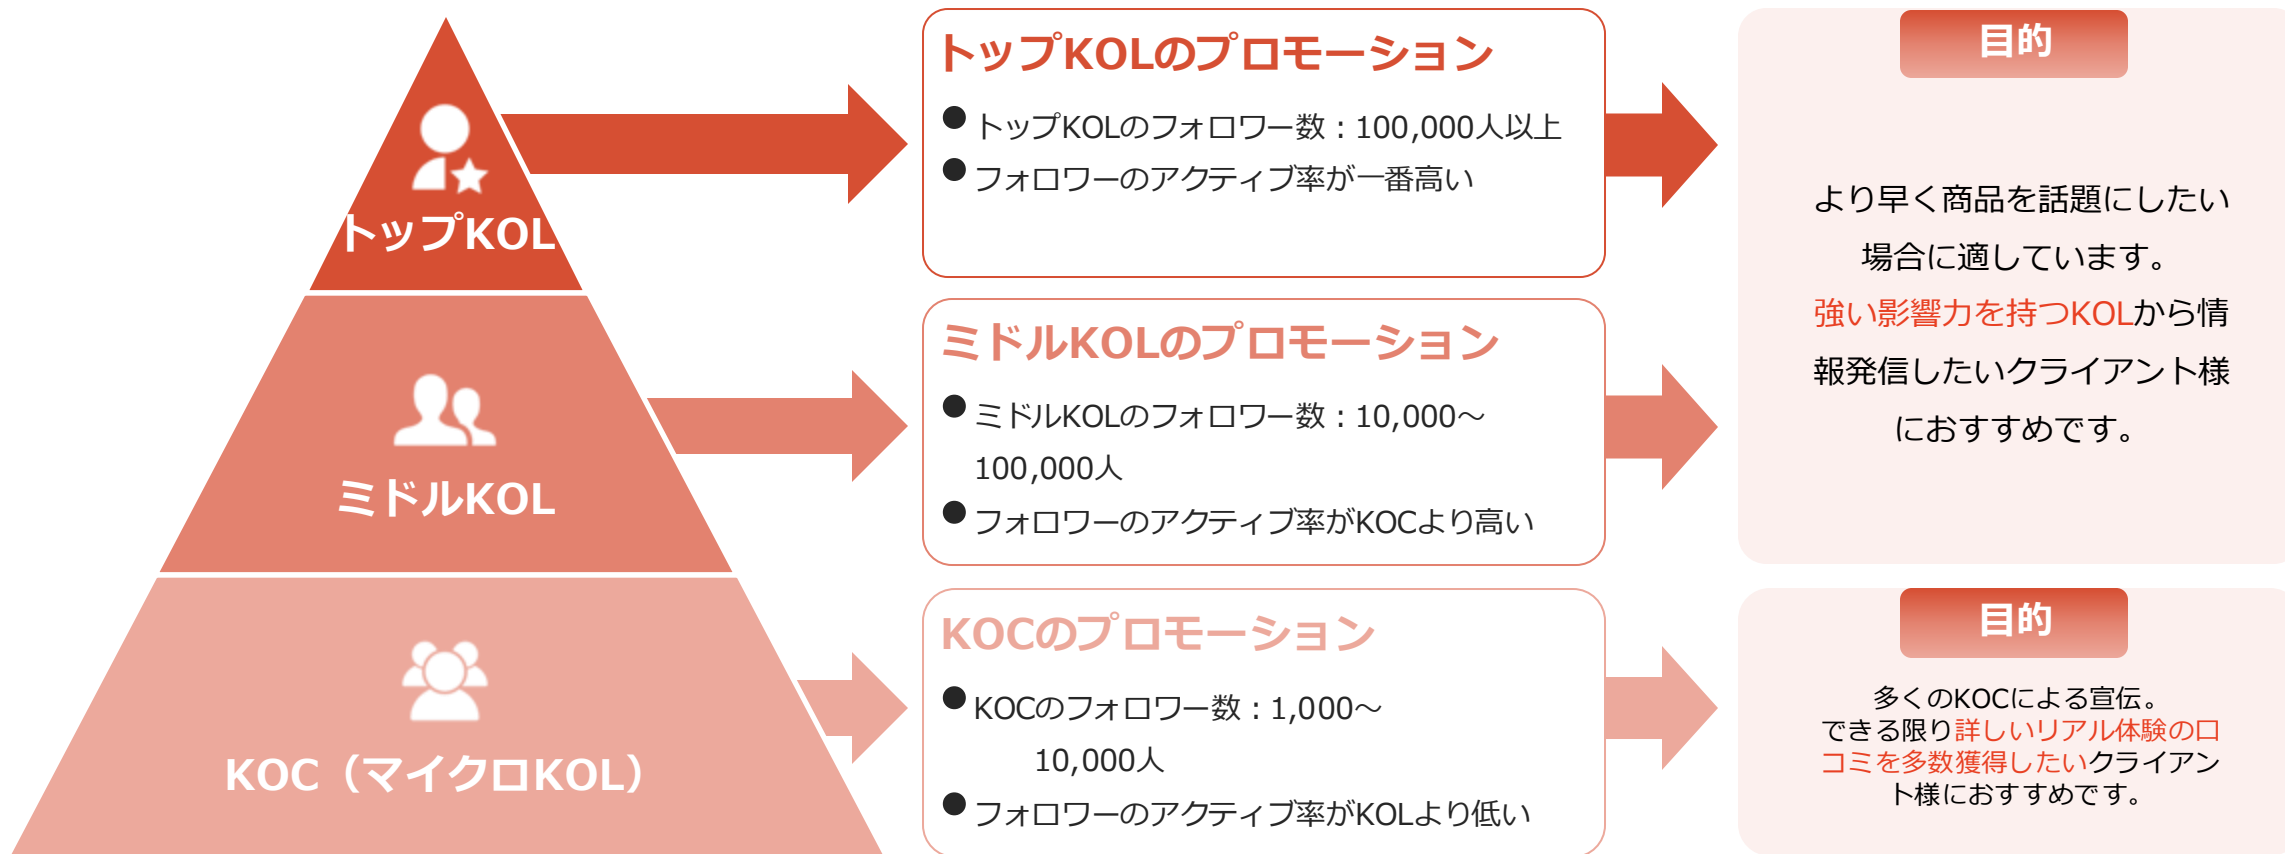 トップKOL
ミドルKOL
KOC（マイクロKOL）
トップKOLのプロモーション
●トップKOLのフォロワー数：100,000人以上
●フォロワーのアクティブ率が一番高い
ミドルKOLのプロモーション
●ミドルKOLのフォロワー数：10,000～
100,000人
●フォロワーのアクティブ率がKOCより高い
KOCのプロモーション
●KOCのフォロワー数：1,000～
10,000人
●フォロワーのアクティブ率がKOLより低い
目的
より早く商品を話題にしたい
場合に適しています。
強い影響力を持つKOLから情
報発信したいクライアント様
におすすめです。
目的
多くのKOCによる宣伝。
できる限り詳しいリアル体験の口
コミを多数獲得したいクライアン
ト様におすすめです。